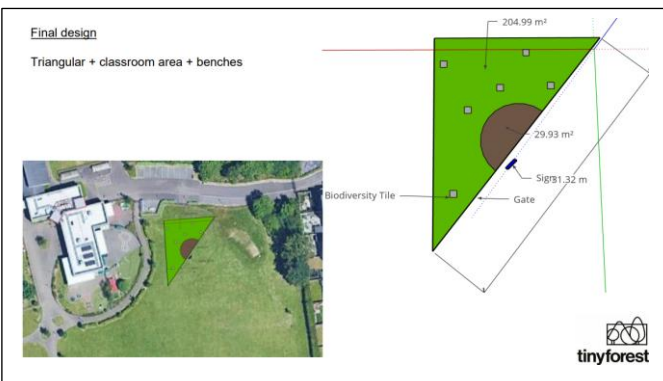 Final design
Triangular + classroom area + benches
204.99 m²
29.93 m²
Sign
31.32 m
Biodiversity Tile
Gate
tinyforest